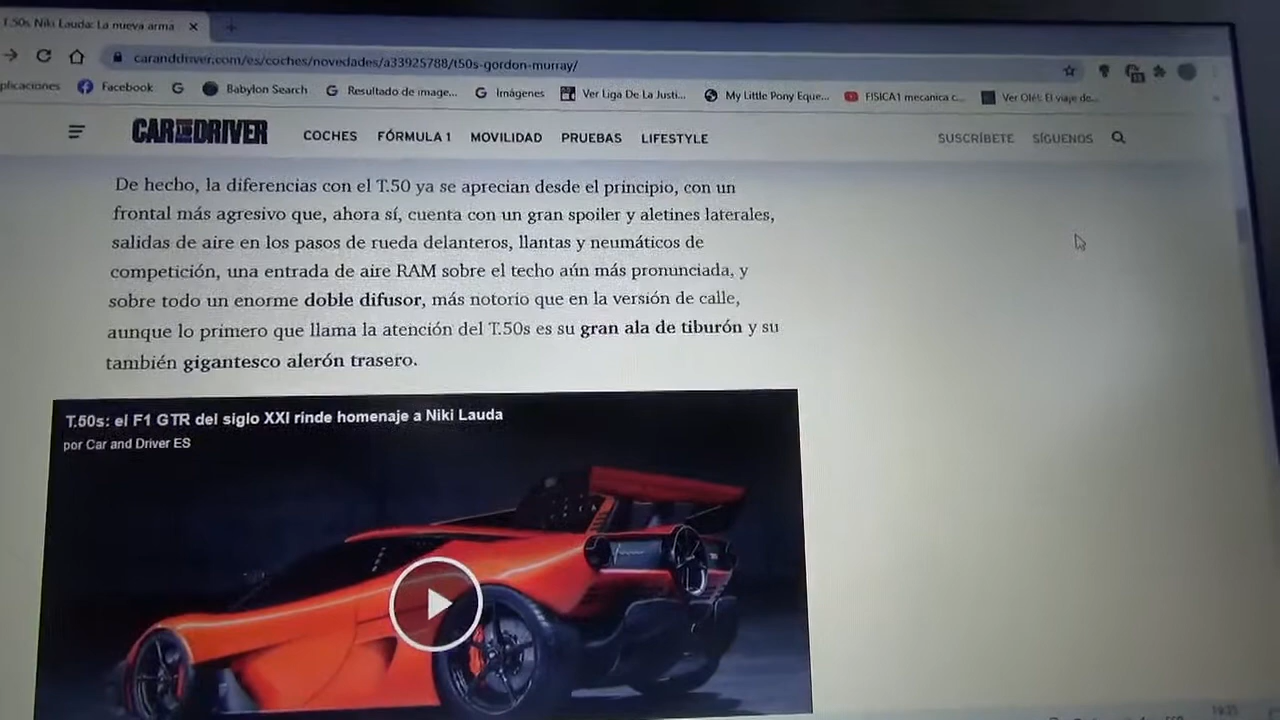 T.50s Niki Lauda: La nueva arma
caranddriver.com/es/coches/novedades/a33925788/t50s-gordon-murray/
plicaciones Facebook Babylon Search Resultado de image... Imágenes Ver Liga De La Justi... My Little Pony Eque... FISICA1 mecanica c... Ver Olé!: El viaje de...
CAR AND DRIVER COCHES FÓRMULA 1 MOVILIDAD PRUEBAS LIFESTYLE SUSCRÍBETE SÍGUENOS
De hecho, la diferencias con el T.50 ya se aprecian desde el principio, con un
frontal más agresivo que, ahora sí, cuenta con un gran spoiler y aletines laterales,
salidas de aire en los pasos de rueda delanteros, llantas y neumáticos de
competición, una entrada de aire RAM sobre el techo aún más pronunciada, y
sobre todo un enorme doble difusor, más notorio que en la versión de calle,
aunque lo primero que llama la atención del T.50s es su gran ala de tiburón y su
también gigantesco alerón trasero.
T.50s: el F1 GTR del siglo XXI rinde homenaje a Niki Lauda
por Car and Driver ES